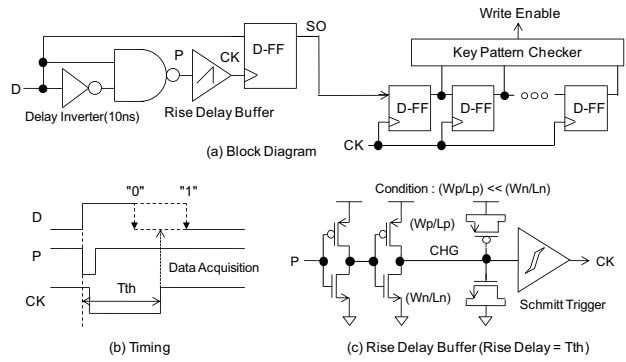 Write Enable
SO
D-FF
Key Pattern Checker
P
CK
D
D-FF
D-FF
D-FF
Delay Inverter(10ns)
Rise Delay Buffer
CK
(a) Block Diagram
"0"
"1"
Condition : (Wp/Lp) << (Wn/Ln)
D
(Wp/Lp)
P
Data Acquisition
P
CHG
CK
Tth
CK
(Wn/Ln)
Schmitt Trigger
(b) Timing
(c) Rise Delay Buffer (Rise Delay = Tth)